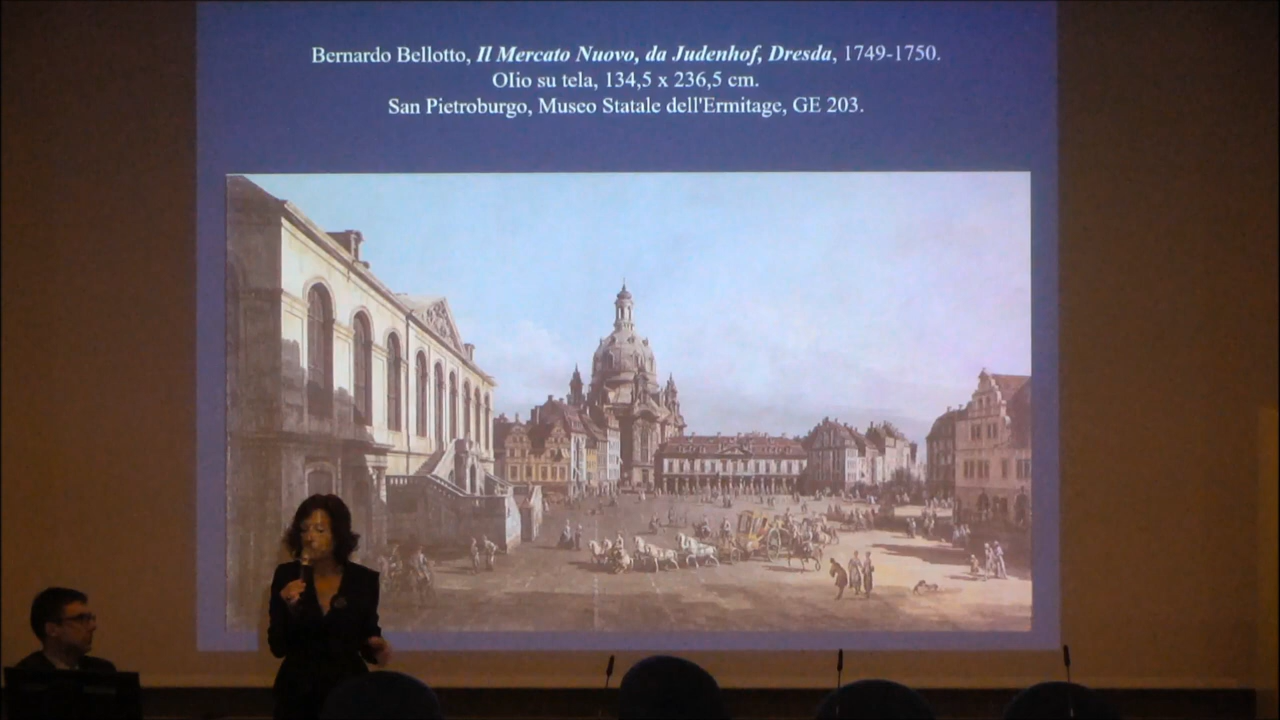 Bernardo Bellotto, Il Mercato Nuovo, da Judenhof, Dresda, 1749-1750.
Olio su tela, 134,5 x 236,5 cm.
San Pietroburgo, Museo Statale dell'Ermitage, GE 203.